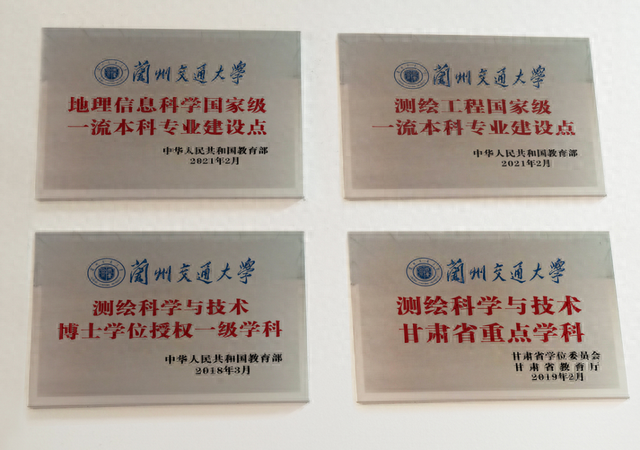 兰州交通大学
地理信息科学国家级
一流本科专业建设点
中华人民共和国教育部
2021年2月
兰州交通大学
测绘工程国家级
一流本科专业建设点
中华人民共和国教育部
2021年2月
蘭州交通大学
测绘科学与技术
博士学位授权一级学科
中华人民共和国教育部
2018年3月
蘭州交通大学
测绘科学与技术
甘肃省重点学科
甘肃省学位委员会
甘肃省教育厅
2019年2月